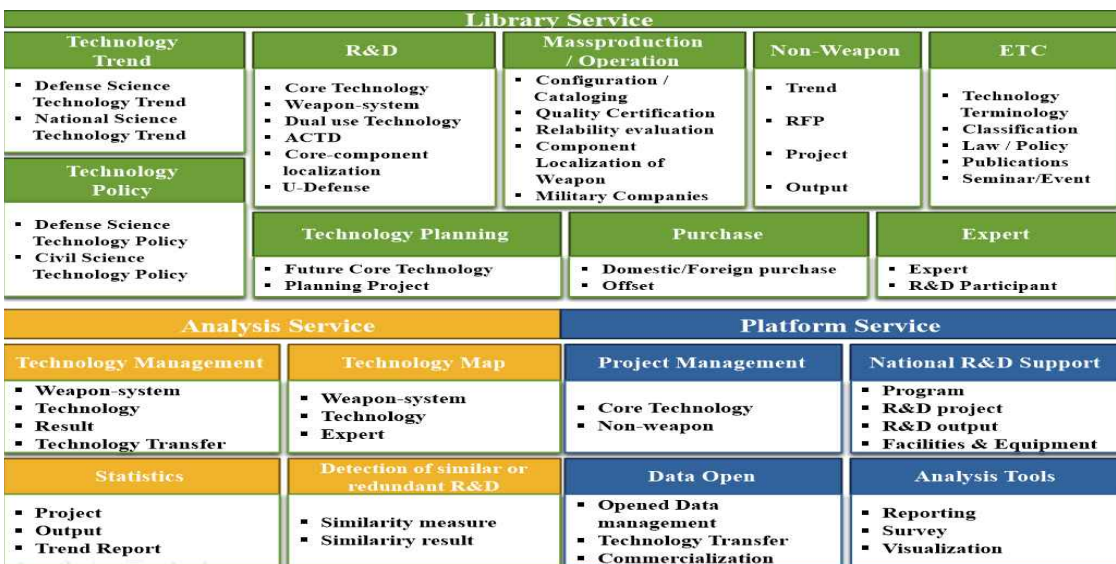 Library Service
Technology
Trend
▪ Defense Science
Technology Trend
▪ National Science
Technology Trend
Technology
Policy
▪ Defense Science
Technology Policy
▪ Civil Science
Technology Policy
R&D
▪ Core Technology
▪ Weapon-system
▪ Dual use Technology
▪ ACTD
▪ Core-component
localization
▪ U-Defense
Massproduction
/ Operation
▪ Configuration /
Cataloging
▪ Quality Certification
▪ Relability evaluation
▪ Component
Localization of
Weapon
▪ Military Companies
Non-Weapon
▪ Trend
▪ RFP
▪ Project
▪ Output
ETC
▪ Technology
Terminology
▪ Classification
▪ Law / Policy
▪ Publications
▪ Seminar/Event
Technology Planning
▪ Future Core Technology
▪ Planning Project
Purchase
▪ Domestic/Foreign purchase
▪ Offset
Expert
▪ Expert
▪ R&D Participant
Analysis Service
Technology Management
▪ Weapon-system
▪ Technology
▪ Result
▪ Technology Transfer
Technology Map
▪ Weapon-system
▪ Technology
▪ Expert
Statistics
▪ Project
▪ Output
▪ Trend Report
Detection of similar or
redundant R&D
▪ Similarity measure
▪ Similariry result
Platform Service
Project Management
▪ Core Technology
▪ Non-weapon
National R&D Support
▪ Program
▪ R&D project
▪ R&D output
▪ Facilities & Equipment
Data Open
▪ Opened Data
management
▪ Technology Transfer
▪ Commercialization
Analysis Tools
▪ Reporting
▪ Survey
▪ Visualization